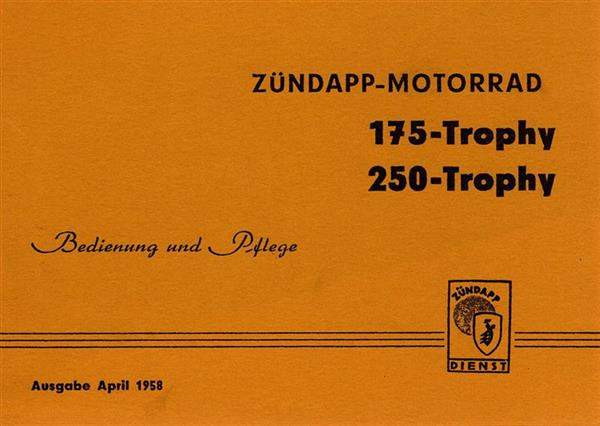 ZÜNDAPP-MOTORRAD
175-Trophy
250-Trophy
Bedienung und Pflege
ZÜNDAPP
DIENST
Ausgabe April 1958